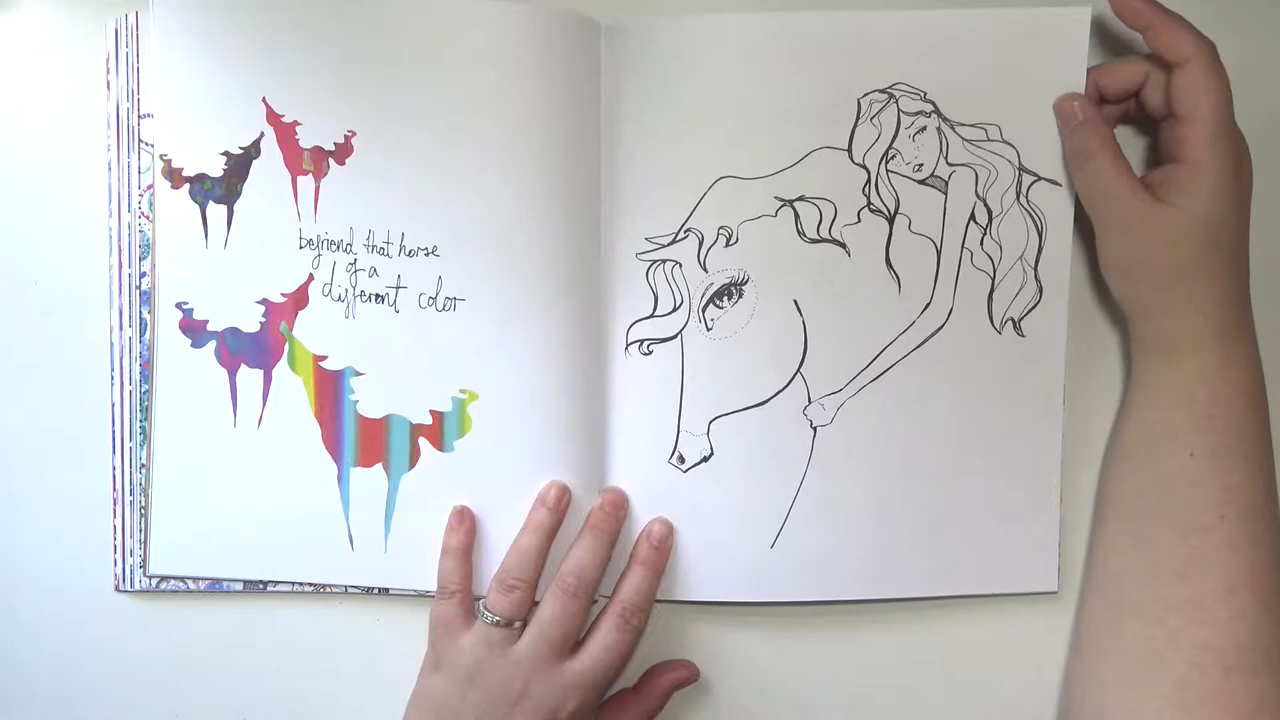 befriend that horse
of a
different color